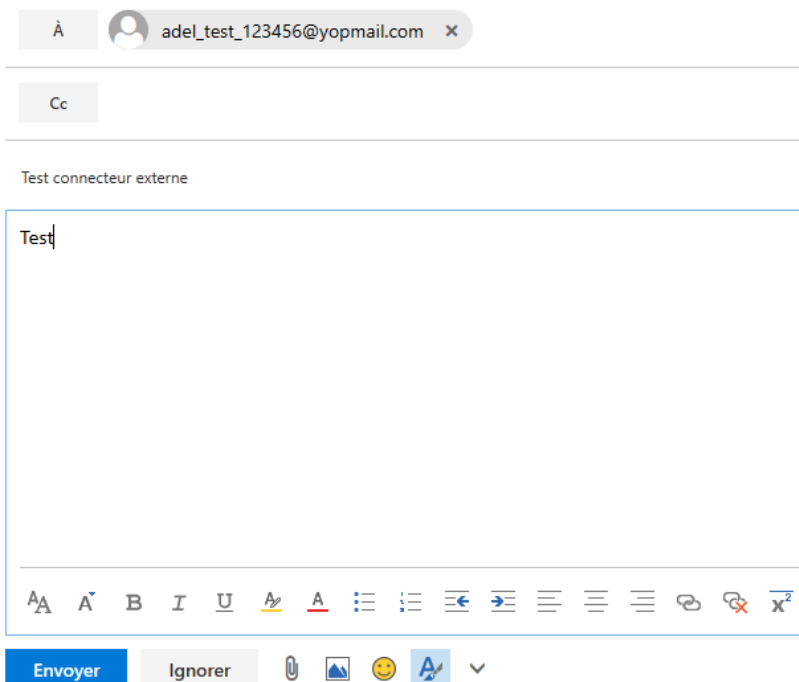 À adel_test_123456@yopmail.com
Cc
Test connecteur externe
Test
Envoyer Ignorer